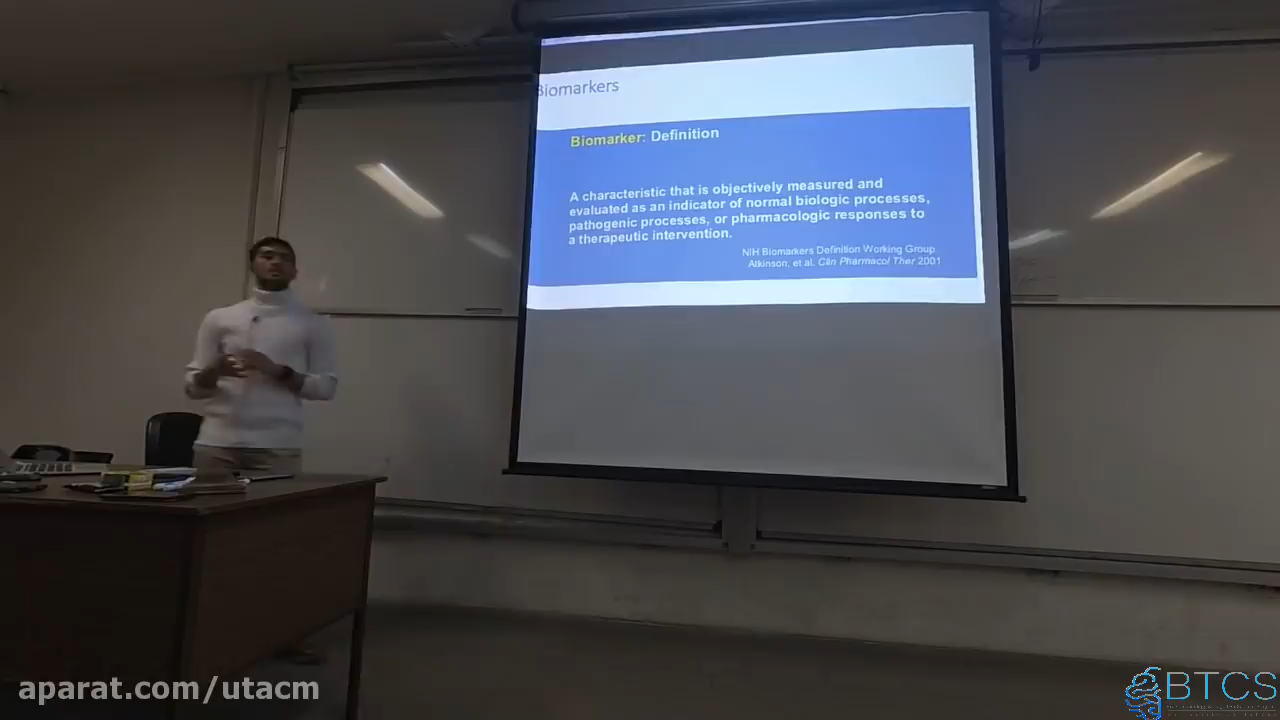 Biomarkers
Biomarker: Definition
A characteristic that is objectively measured and
evaluated as an indicator of normal biologic processes,
pathogenic processes, or pharmacologic responses to
a therapeutic intervention.
NIH Biomarkers Definition Working Group.
Atkinson, et al. Clin Pharmacol Ther 2001
aparat.com/utacm
BTCS